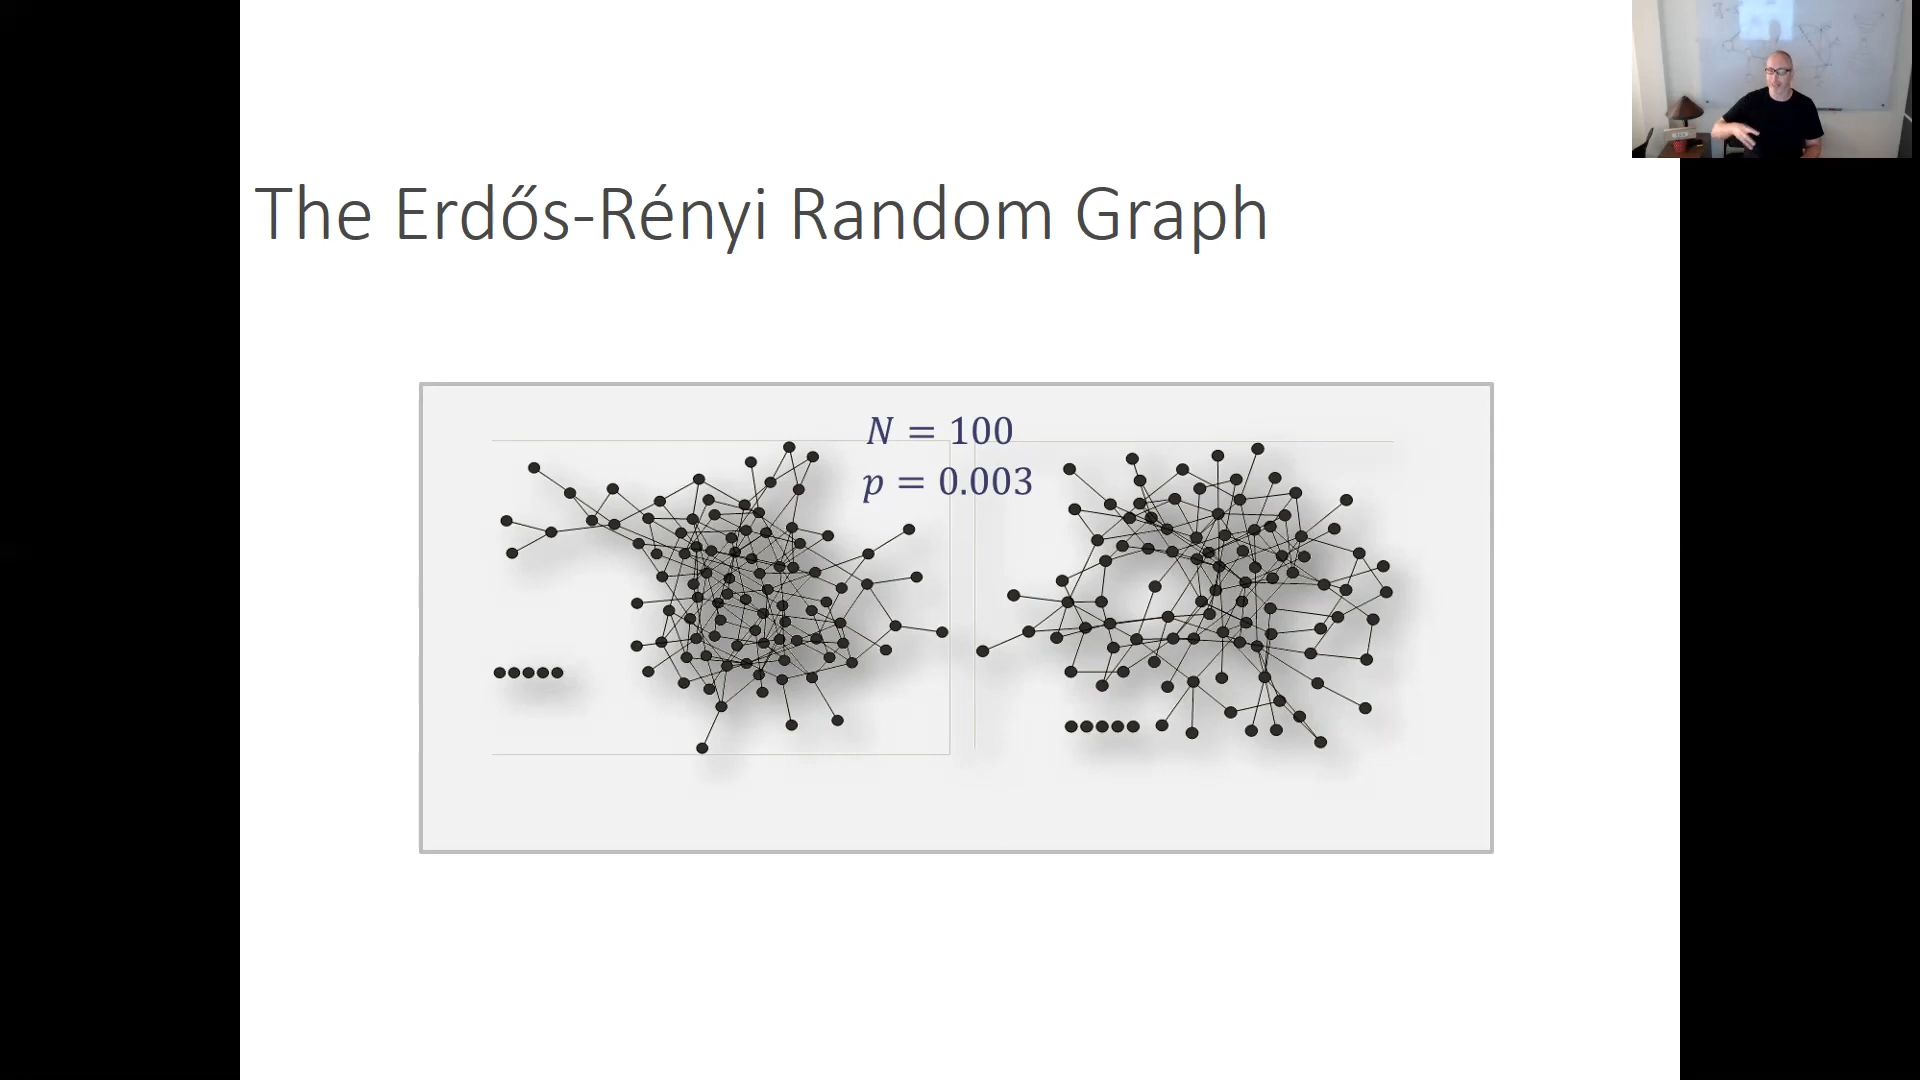 The Erdős-Rényi Random Graph
N = 100
p = 0.003